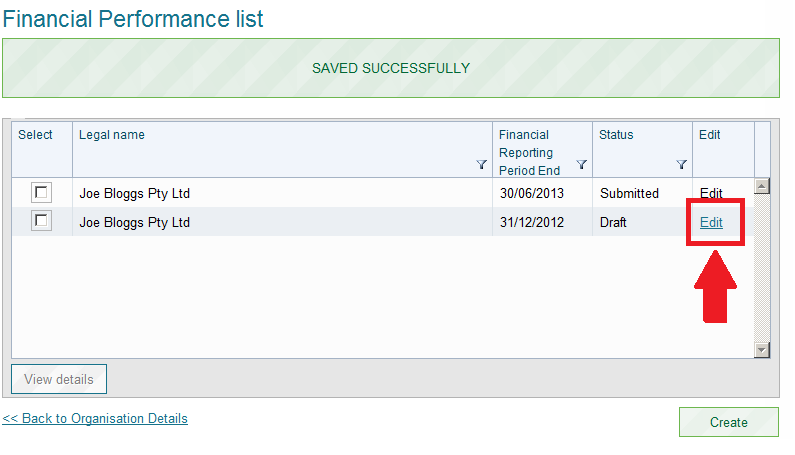 Financial Performance list
SAVED SUCCESSFULLY
Select Legal name Financial Reporting Period End Status Edit
Joe Bloggs Pty Ltd 30/06/2013 Submitted Edit
Joe Bloggs Pty Ltd 31/12/2012 Draft Edit
View details
<< Back to Organisation Details Create